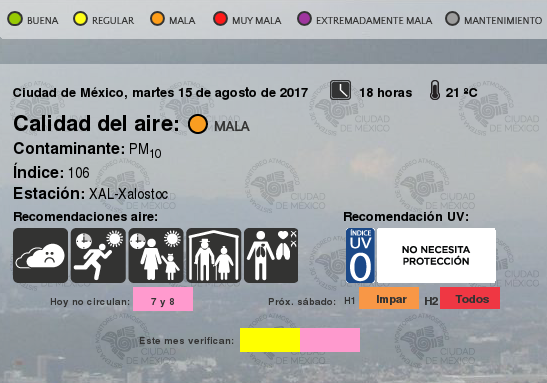 BUENA REGULAR MALA MUY MALA EXTREMADAMENTE MALA MANTENIMIENTO
Ciudad de México, martes 15 de agosto de 2017 18 horas 21 ºC
Calidad del aire: MALA
Contaminante: PM10
Índice: 106
Estación: XAL-Xalostoc
Recomendaciones aire: Recomendación UV:
ÍNDICE
UV
0
NO NECESITA
PROTECCIÓN
Hoy no circulan: 7 y 8 Próx. sábado: H1 Impar H2 Todos
Este mes verifican:
CIUDAD
DE MÉXICO